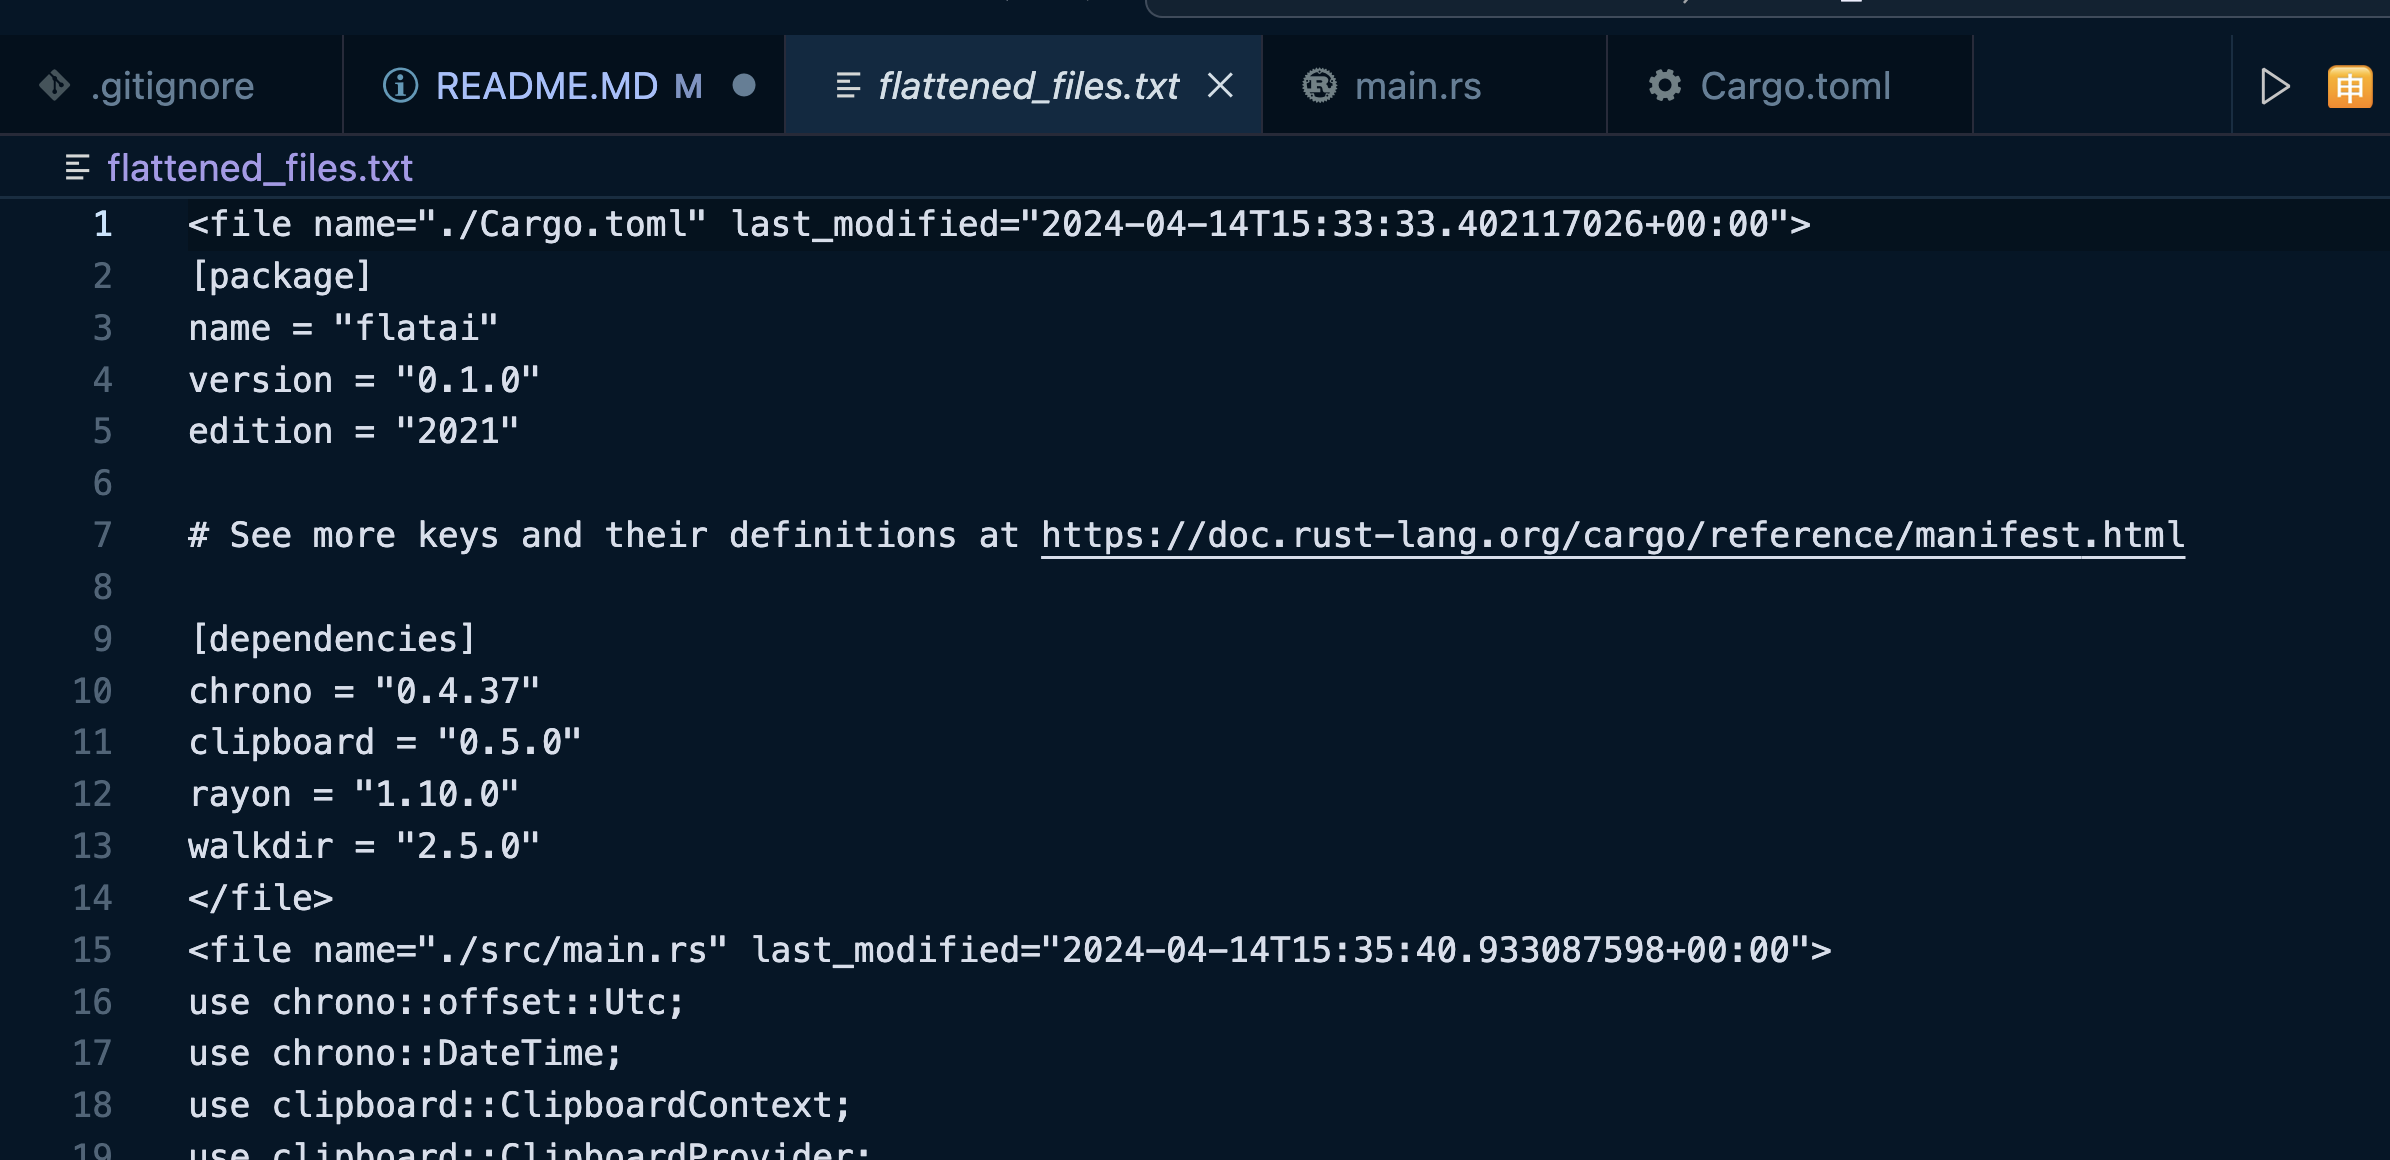 .gitignore
README.MD M
flattened_files.txt
main.rs
Cargo.toml
申
flattened_files.txt
1 <file name="./Cargo.toml" last_modified="2024-04-14T15:33:33.402117026+00:00">
2 [package]
3 name = "flatai"
4 version = "0.1.0"
5 edition = "2021"
6
7 # See more keys and their definitions at https://doc.rust-lang.org/cargo/reference/manifest.html
8
9 [dependencies]
10 chrono = "0.4.37"
11 clipboard = "0.5.0"
12 rayon = "1.10.0"
13 walkdir = "2.5.0"
14 </file>
15 <file name="./src/main.rs" last_modified="2024-04-14T15:35:40.933087598+00:00">
16 use chrono::offset::Utc;
17 use chrono::DateTime;
18 use clipboard::ClipboardContext;
19 use clipboard::ClipboardProvider;